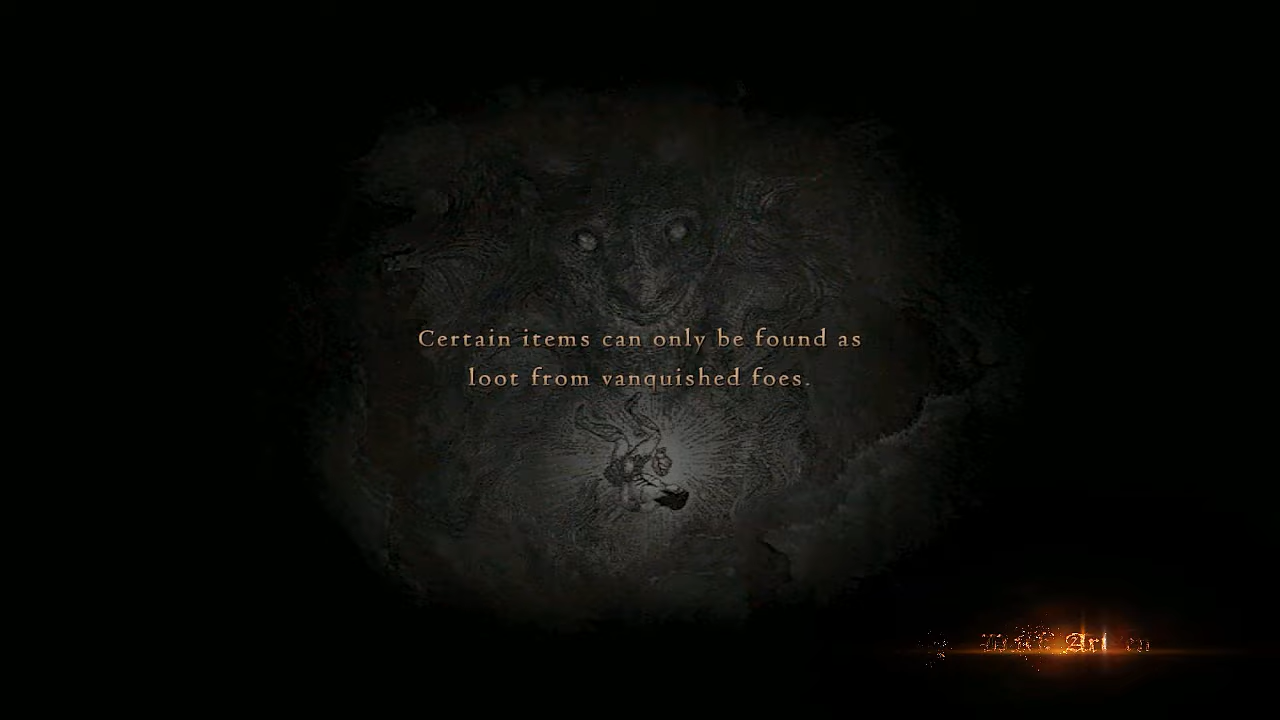 Certain items can only be found as
loot from vanquished foes.